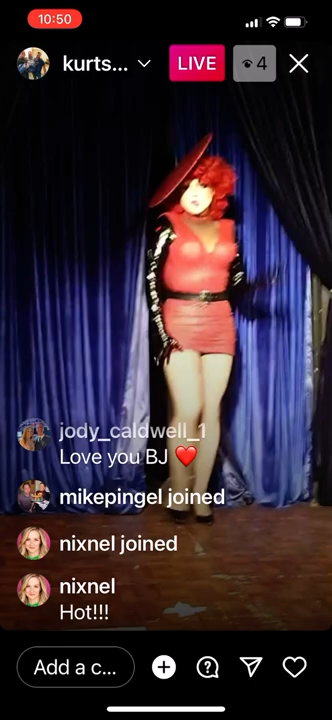 10:50
kurts...
LIVE
4
jody_caldwell_1
Love you BJ ❤️
mikepingel joined
nixnel joined
nixnel
Hot!!!
Add a c...